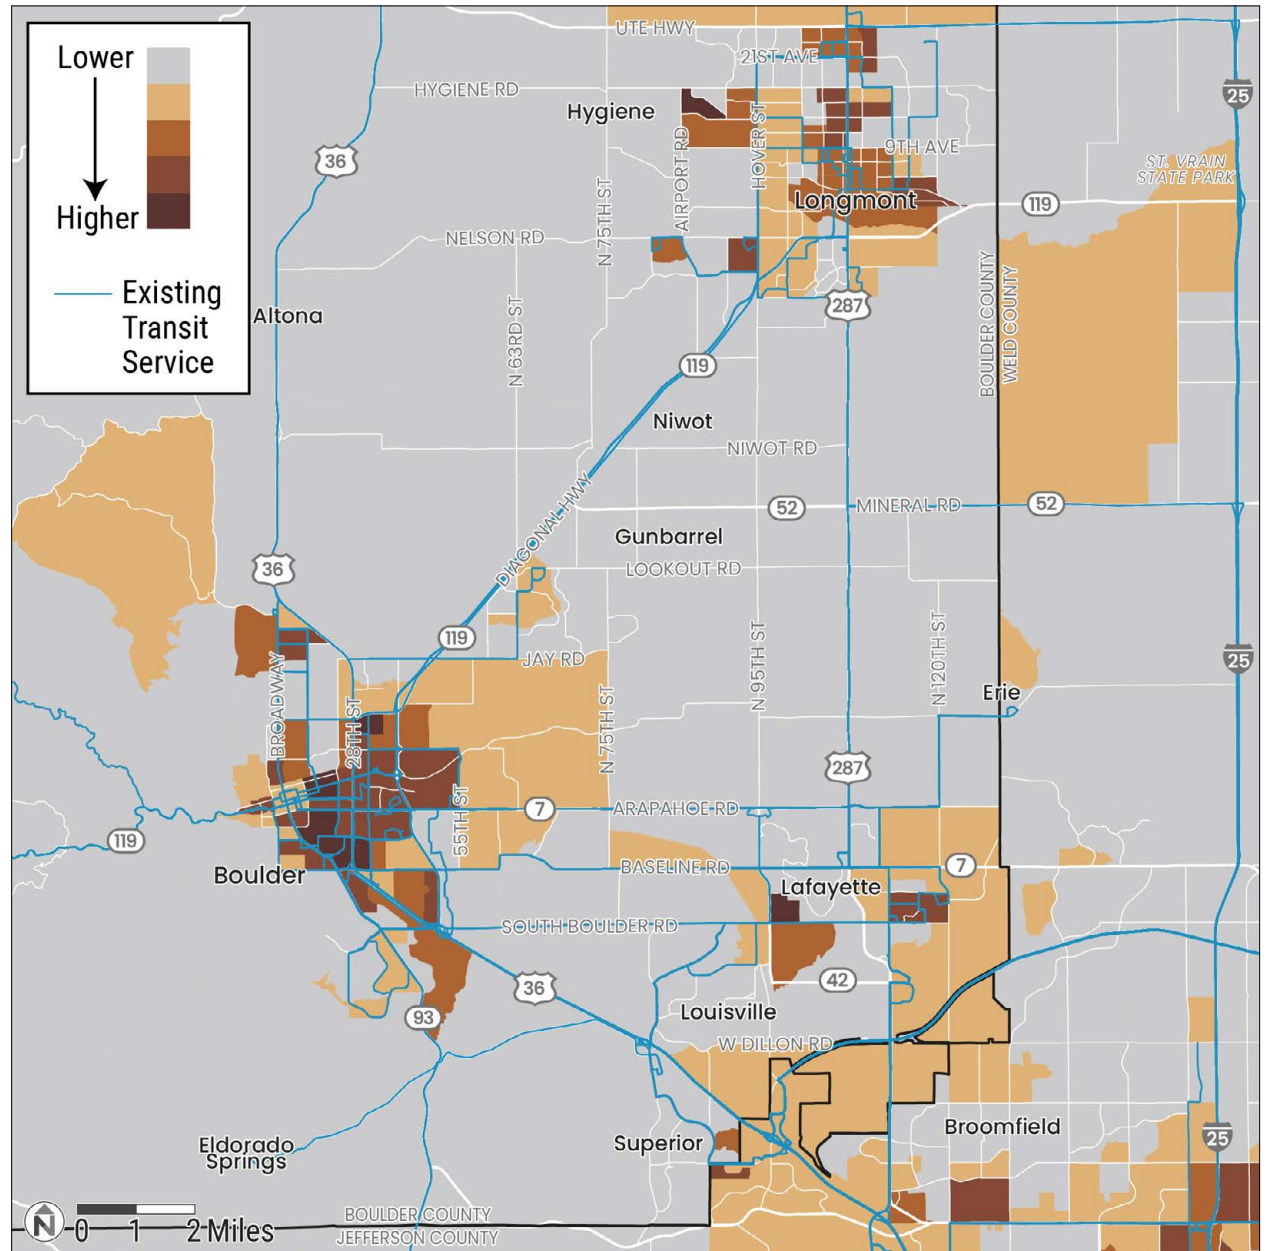 Lower
Higher
Existing
Transit
Service
UTE HWY
21ST AVE
HYGIENE RD
Hygiene
25
36
HOVER ST
9TH AVE
ST. VRAIN
STATE PARK
AIRPORT RD
N 75TH ST
Longmont
119
NELSON RD
Altona
N 63RD ST
287
BOULDER COUNTY
WELD COUNTY
119
Niwot
NIWOT RD
DIAGONAL HWY
52
MINERAL RD
52
Gunbarrel
36
LOOKOUT RD
119
N 95TH ST
N 120TH ST
JAY RD
25
BROADWAY
28TH ST
N 75TH ST
Erie
287
55TH ST
7
ARAPAHOE RD
119
Boulder
BASELINE RD
7
Lafayette
SOUTH BOULDER RD
42
36
93
Louisville
W DILLON RD
Superior
Broomfield
25
Eldorado
Springs
N
0 1 2 Miles
BOULDER COUNTY
JEFFERSON COUNTY